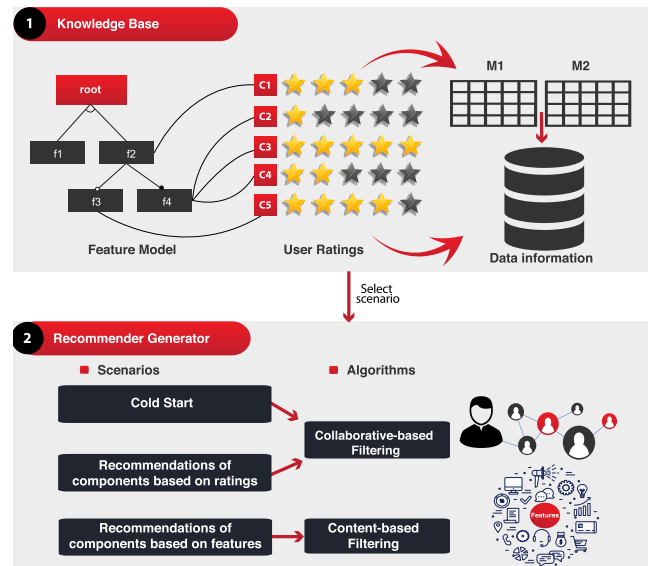 1 Knowledge Base
root
f1
f2
f3
f4
Feature Model
C1
C2
C3
C4
C5
User Ratings
M1
M2
Data information
Select
scenario
2 Recommender Generator
Scenarios
Algorithms
Cold Start
Recommendations of
components based on ratings
Recommendations of
components based on features
Collaborative-based
Filtering
Content-based
Filtering
Features